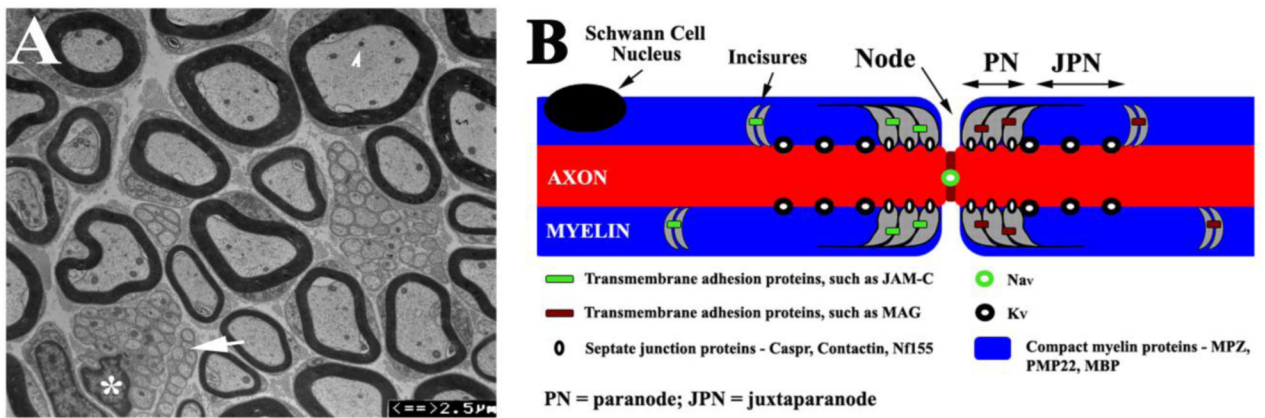 A
<==>2.5μm
B
Schwann Cell
Nucleus
Incisures
Node
PN
JPN
AXON
MYELIN
Transmembrane adhesion proteins, such as JAM-C
Transmembrane adhesion proteins, such as MAG
Septate junction proteins - Caspr, Contactin, Nf155
Nav
Kv
Compact myelin proteins - MPZ,
PMP22, MBP
PN = paranode; JPN = juxtaparanode